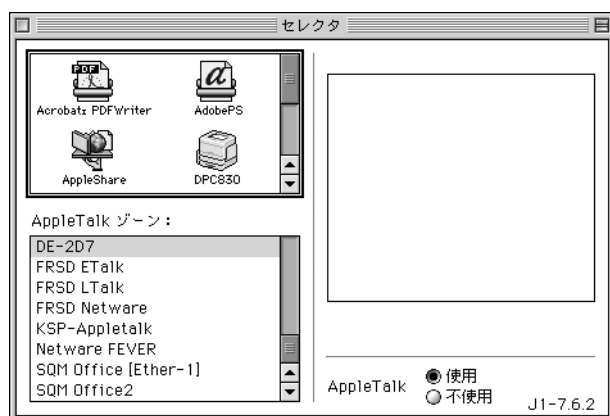 セレクタ
PDF
a
Acrobat™ PDFWriter
AdobePS
AppleShare
DPC830
AppleTalk ゾーン：
DE-2D7
FRSD ETalk
FRSD LTalk
FRSD Netware
KSP-Appletalk
Netware FEVER
SQM Office [Ether-1]
SQM Office2
AppleTalk
使用
不使用
J1-7.6.2